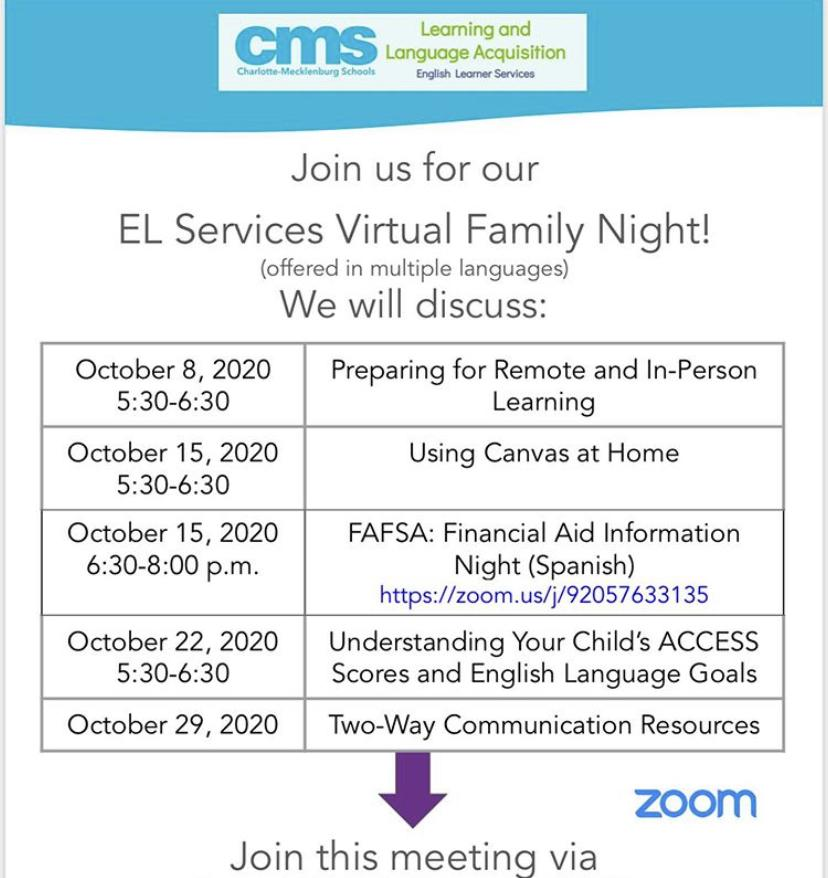 cms
Charlotte-Mecklenburg Schools
Learning and
Language Acquisition
English Learner Services
Join us for our
EL Services Virtual Family Night!
(offered in multiple languages)
We will discuss:
October 8, 2020
5:30-6:30
Preparing for Remote and In-Person
Learning
October 15, 2020
5:30-6:30
Using Canvas at Home
October 15, 2020
6:30-8:00 p.m.
FAFSA: Financial Aid Information
Night (Spanish)
https://zoom.us/j/92057633135
October 22, 2020
5:30-6:30
Understanding Your Child's ACCESS
Scores and English Language Goals
October 29, 2020
Two-Way Communication Resources
zoom
Join this meeting via